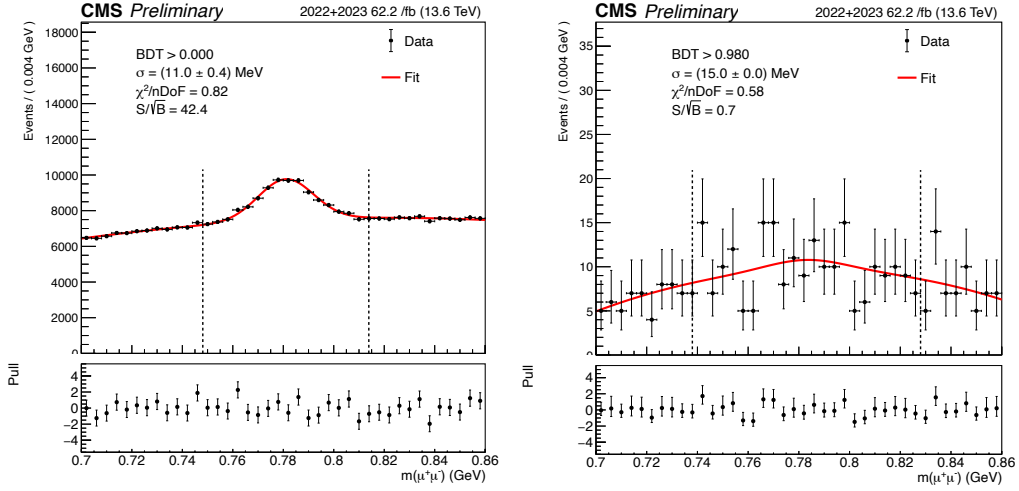 CMS Preliminary 2022+2023 62.2 /fb (13.6 TeV)
Events / ( 0.004 GeV )
18000
16000
14000
12000
10000
8000
6000
4000
2000
0
BDT > 0.000
σ = (11.0 ± 0.4) MeV
χ²/nDoF = 0.82
S/√B = 42.4
Data
Fit
Pull
4
2
0
−2
−4
0.7 0.72 0.74 0.76 0.78 0.8 0.82 0.84 0.86
m(μ⁺μ⁻) (GeV)
CMS Preliminary 2022+2023 62.2 /fb (13.6 TeV)
Events / ( 0.004 GeV )
35
30
25
20
15
10
5
0
BDT > 0.980
σ = (15.0 ± 0.0) MeV
χ²/nDoF = 0.58
S/√B = 0.7
Data
Fit
Pull
4
2
0
−2
−4
0.7 0.72 0.74 0.76 0.78 0.8 0.82 0.84 0.86
m(μ⁺μ⁻) (GeV)